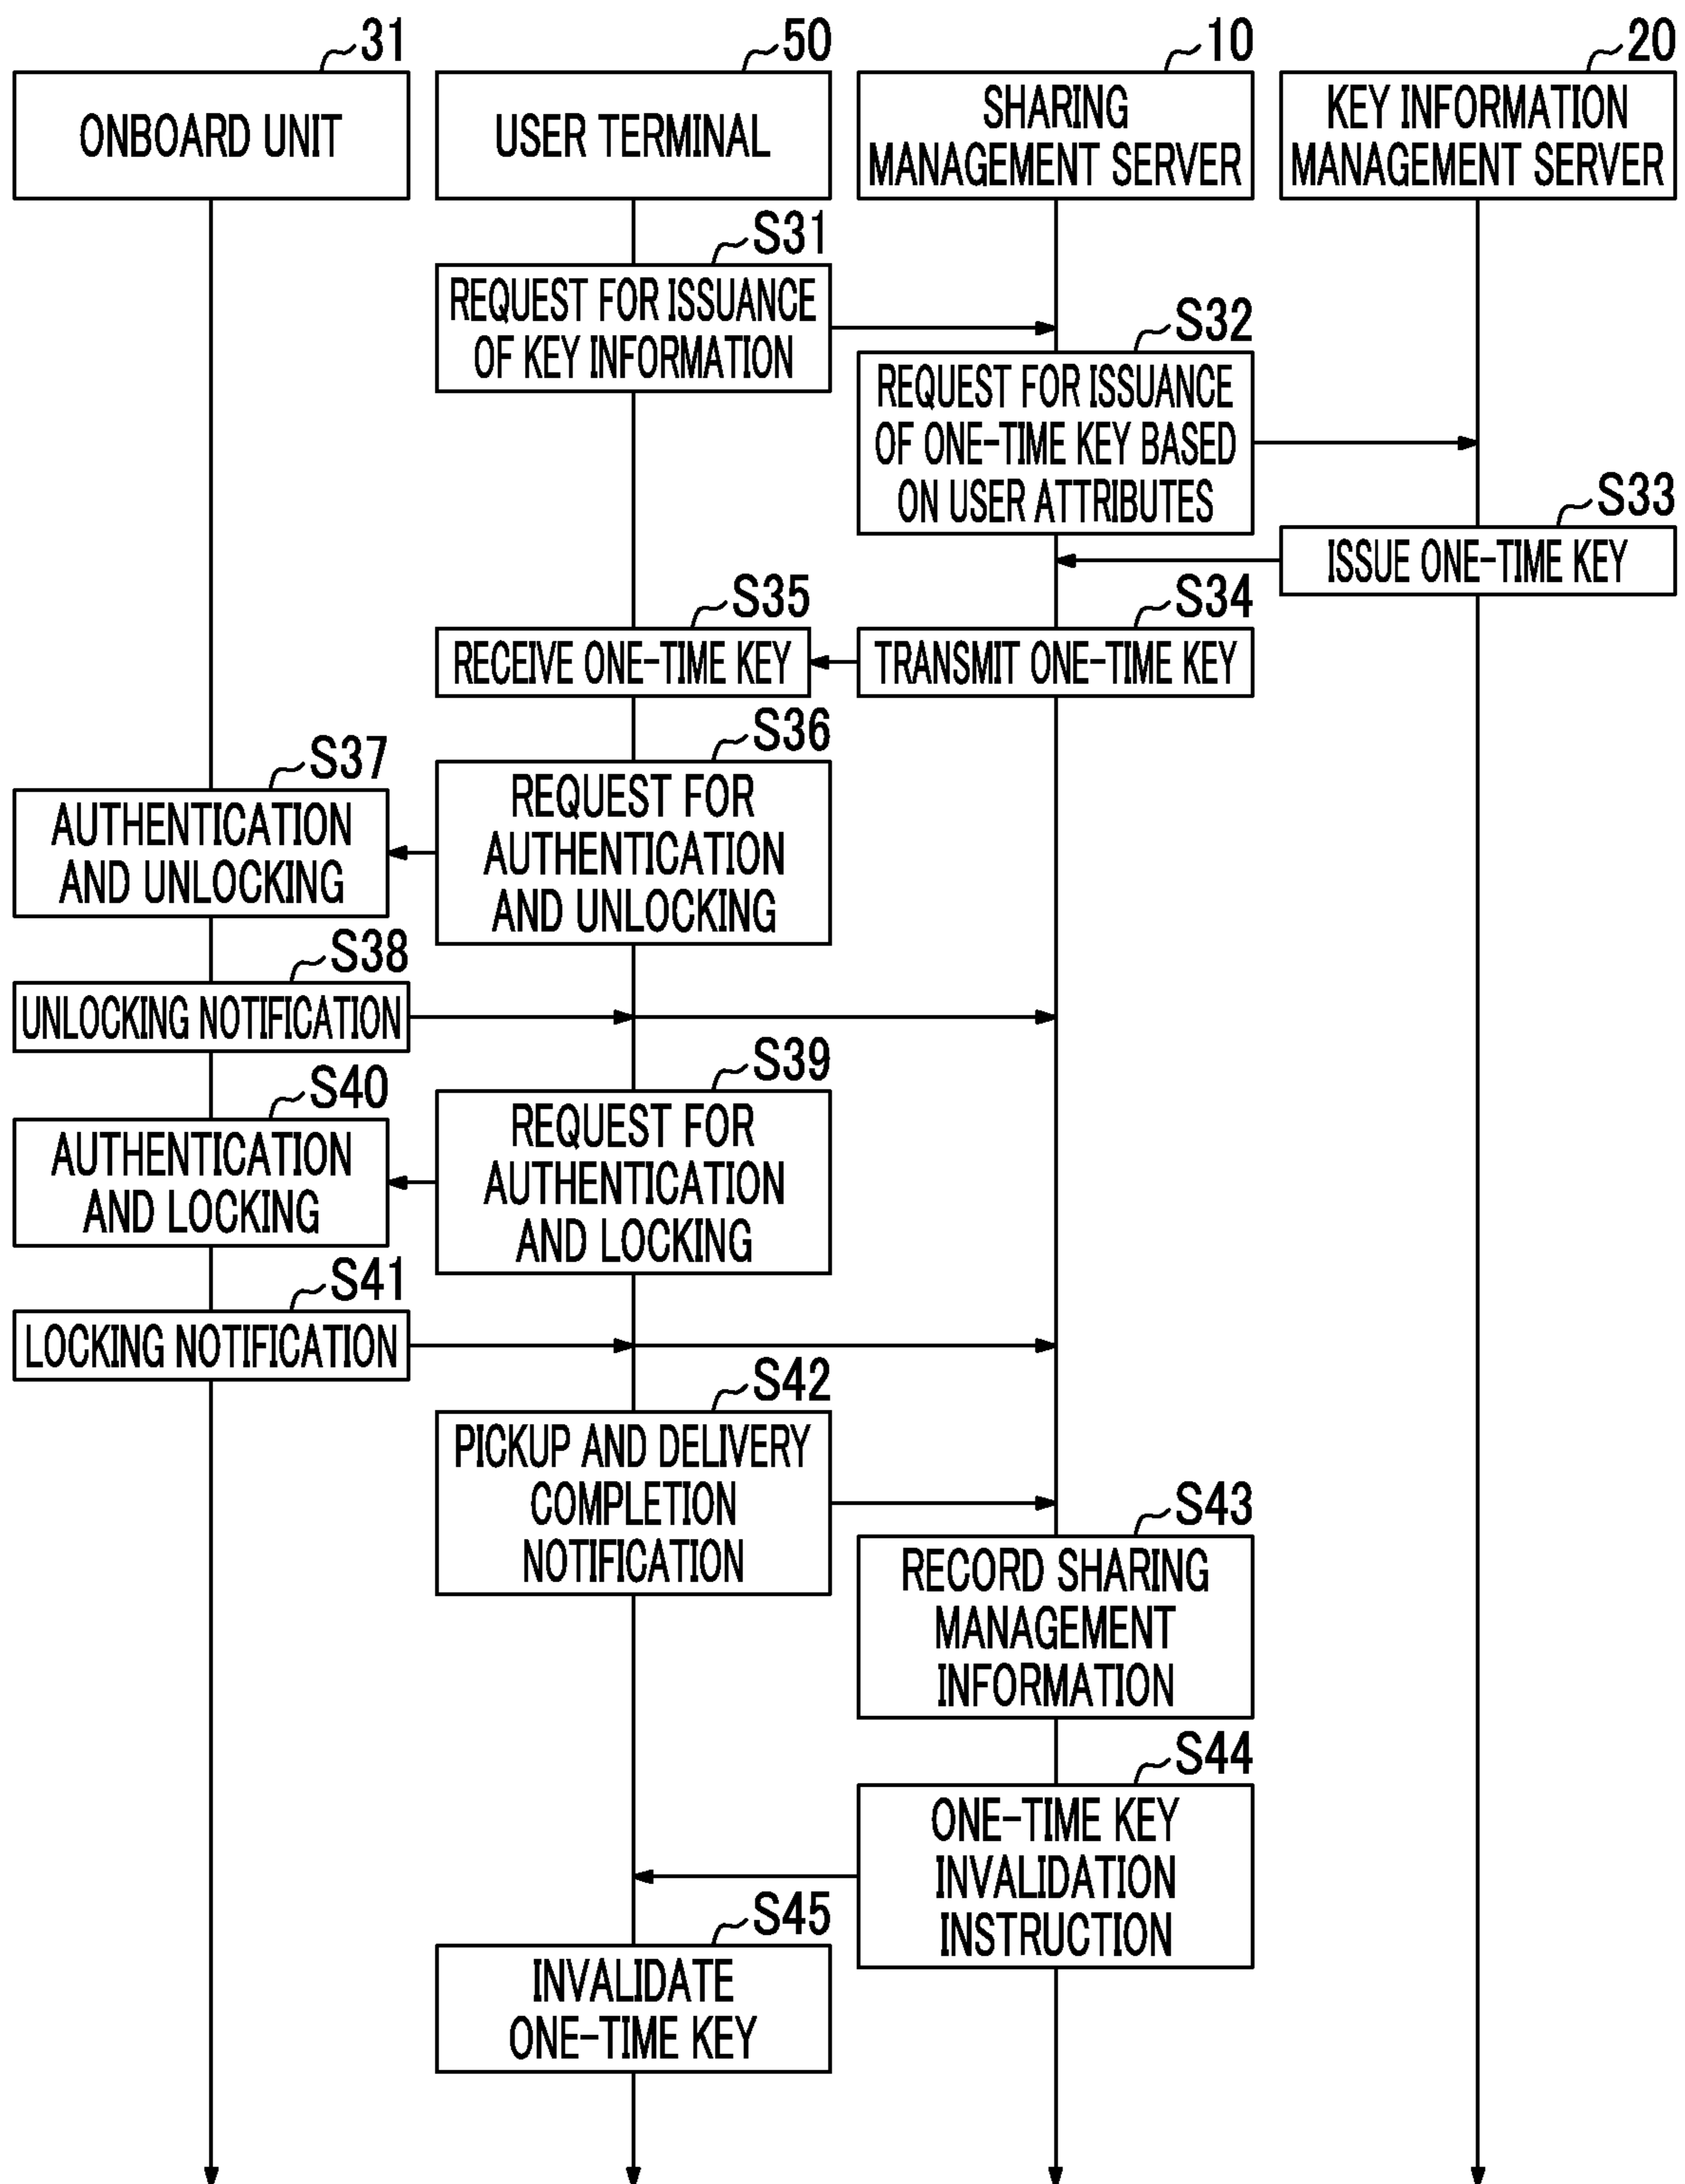 31
50
10
20
ONBOARD UNIT
USER TERMINAL
SHARING
MANAGEMENT SERVER
KEY INFORMATION
MANAGEMENT SERVER
S31
REQUEST FOR ISSUANCE
OF KEY INFORMATION
S32
REQUEST FOR ISSUANCE
OF ONE-TIME KEY BASED
ON USER ATTRIBUTES
S33
ISSUE ONE-TIME KEY
S34
TRANSMIT ONE-TIME KEY
S35
RECEIVE ONE-TIME KEY
S36
REQUEST FOR
AUTHENTICATION
AND UNLOCKING
S37
AUTHENTICATION
AND UNLOCKING
S38
UNLOCKING NOTIFICATION
S39
REQUEST FOR
AUTHENTICATION
AND LOCKING
S40
AUTHENTICATION
AND LOCKING
S41
LOCKING NOTIFICATION
S42
PICKUP AND DELIVERY
COMPLETION
NOTIFICATION
S43
RECORD SHARING
MANAGEMENT
INFORMATION
S44
ONE-TIME KEY
INVALIDATION
INSTRUCTION
S45
INVALIDATE
ONE-TIME KEY